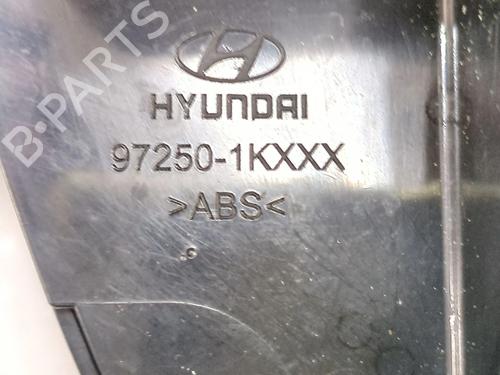 HYUNDAI
97250-1KXXX
>ABS<
B-PARTS